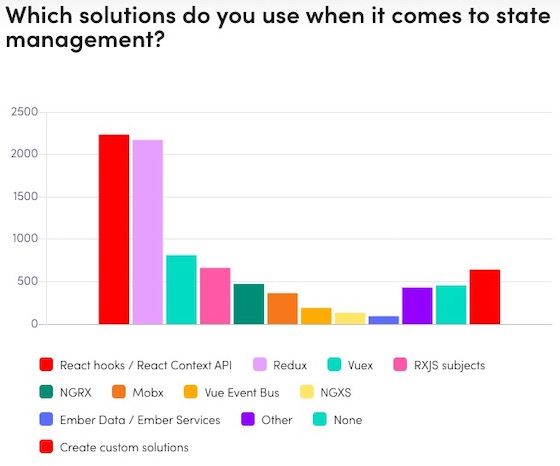 Which solutions do you use when it comes to state
management?
2500
2000
1500
1000
500
0
React hooks / React Context API Redux Vuex RXJS subjects
NGRX Mobx Vue Event Bus NGXS
Ember Data / Ember Services Other None
Create custom solutions